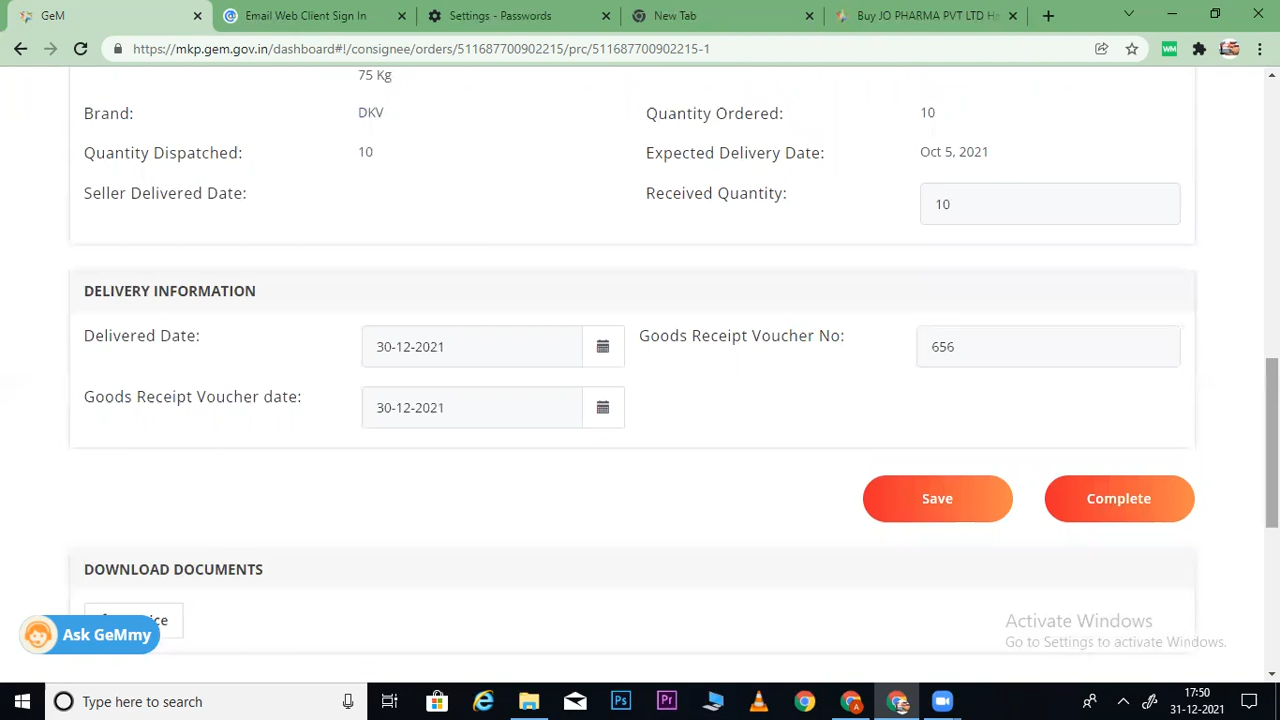 GeM
Email Web Client Sign In
Settings - Passwords
New Tab
Buy JO PHARMA PVT LTD H
https://mkp.gem.gov.in/dashboard#!/consignee/orders/511687700902215/prc/511687700902215-1
WM
75 Kg
Brand:
DKV
Quantity Ordered:
10
Quantity Dispatched:
10
Expected Delivery Date:
Oct 5, 2021
Seller Delivered Date:
Received Quantity:
10
DELIVERY INFORMATION
Delivered Date:
30-12-2021
Goods Receipt Voucher No:
656
Goods Receipt Voucher date:
30-12-2021
Save
Complete
DOWNLOAD DOCUMENTS
Ask GeMmy
Activate Windows
Go to Settings to activate Windows.
Type here to search
Ps
Pr
A
17:50
31-12-2021